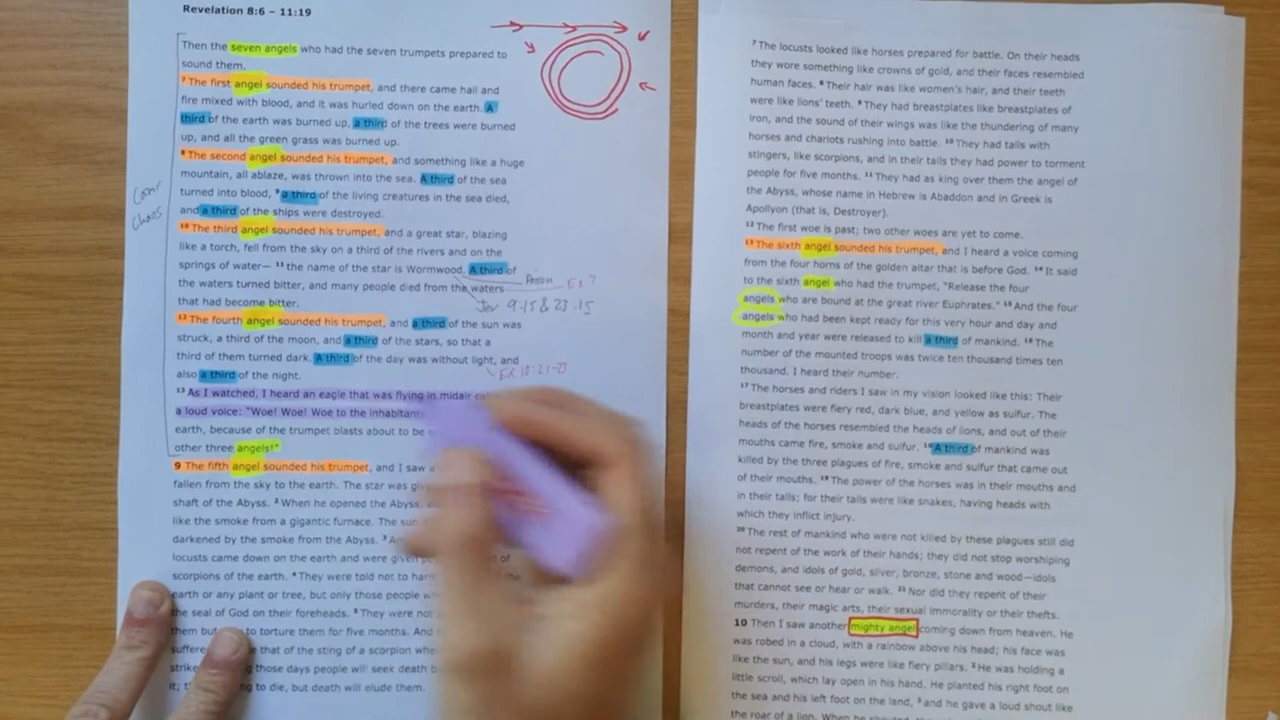 Revelation 8:6 – 11:19
Then the seven angels who had the seven trumpets prepared to
sound them.
7 The first angel sounded his trumpet, and there came hail and
fire mixed with blood, and it was hurled down on the earth. A
third of the earth was burned up, a third of the trees were burned
up, and all the green grass was burned up.
8 The second angel sounded his trumpet, and something like a huge
mountain, all ablaze, was thrown into the sea. A third of the sea
turned into blood, 9 a third of the living creatures in the sea died,
and a third of the ships were destroyed.
10 The third angel sounded his trumpet, and a great star, blazing
like a torch, fell from the sky on a third of the rivers and on the
springs of water— 11 the name of the star is Wormwood. A third of
the waters turned bitter, and many people died from the waters
that had become bitter.
12 The fourth angel sounded his trumpet, and a third of the sun was
struck, a third of the moon, and a third of the stars, so that a
third of them turned dark. A third of the day was without light, and
also a third of the night.
13 As I watched, I heard an eagle that was flying in midair
a loud voice: "Woe! Woe! Woe to the
earth, because of the trumpet blasts about to be
other three angels!"
9 The fifth angel sounded his trumpet, and I saw
fallen from the sky to the earth. The star was
shaft of the Abyss. 2 When he opened the Abyss,
like the smoke from a gigantic furnace. The
darkened by the smoke from the Abyss. 3
locusts came down on the earth and were given of
scorpions of the earth. 4 They were told not to
earth or any plant or tree, but only those people
the seal of God on their foreheads. 5 They were
them but to torture them for five months. And
that of the sting of a scorpion
those days people will seek death
to die, but death will elude them.
chaos
Poison
Ex 7
Jer 9:15 & 23:15
7 The locusts looked like horses prepared for battle. On their heads
they wore something like crowns of gold, and their faces resembled
human faces. 8 Their hair was like women's hair, and their teeth
were like lions' teeth. 9 They had breastplates like breastplates of
iron, and the sound of their wings was like the thundering of many
horses and chariots rushing into battle. 10 They had tails with
stingers, like scorpions, and in their tails they had power to torment
people for five months. 11 They had as king over them the angel of
the Abyss, whose name in Hebrew is Abaddon and in Greek is
Apollyon (that is, Destroyer).
12 The first woe is past; two other woes are yet to come.
13 The sixth angel sounded his trumpet, and I heard a voice coming
from the four horns of the golden altar that is before God. 14 It said
to the sixth angel who had the trumpet, "Release the four
angels who are bound at the great river Euphrates." 15 And the four
angels who had been kept ready for this very hour and day and
month and year were released to kill a third of mankind. 16 The
number of the mounted troops was twice ten thousand times ten
thousand. I heard their number.
17 The horses and riders I saw in my vision looked like this: Their
breastplates were fiery red, dark blue, and yellow as sulfur. The
heads of the horses resembled the heads of lions, and out of their
mouths came fire, smoke and sulfur. 18 A third of mankind was
killed by the three plagues of fire, smoke and sulfur that came out
of their mouths. 19 The power of the horses was in their mouths and
in their tails; for their tails were like snakes, having heads with
which they inflict injury.
20 The rest of mankind who were not killed by these plagues still did
not repent of the work of their hands; they did not stop worshiping
demons, and idols of gold, silver, bronze, stone and wood—idols
that cannot see or hear or walk. 21 Nor did they repent of their
murders, their magic arts, their sexual immorality or their thefts.
10 Then I saw another mighty angel coming down from heaven. He
was robed in a cloud, with a rainbow above his head; his face was
like the sun, and his legs were like fiery pillars. 2 He was holding a
little scroll, which lay open in his hand. He planted his right foot on
the sea and his left foot on the land, 3 and he gave a loud shout like
the roar of a lion. When he shouted,